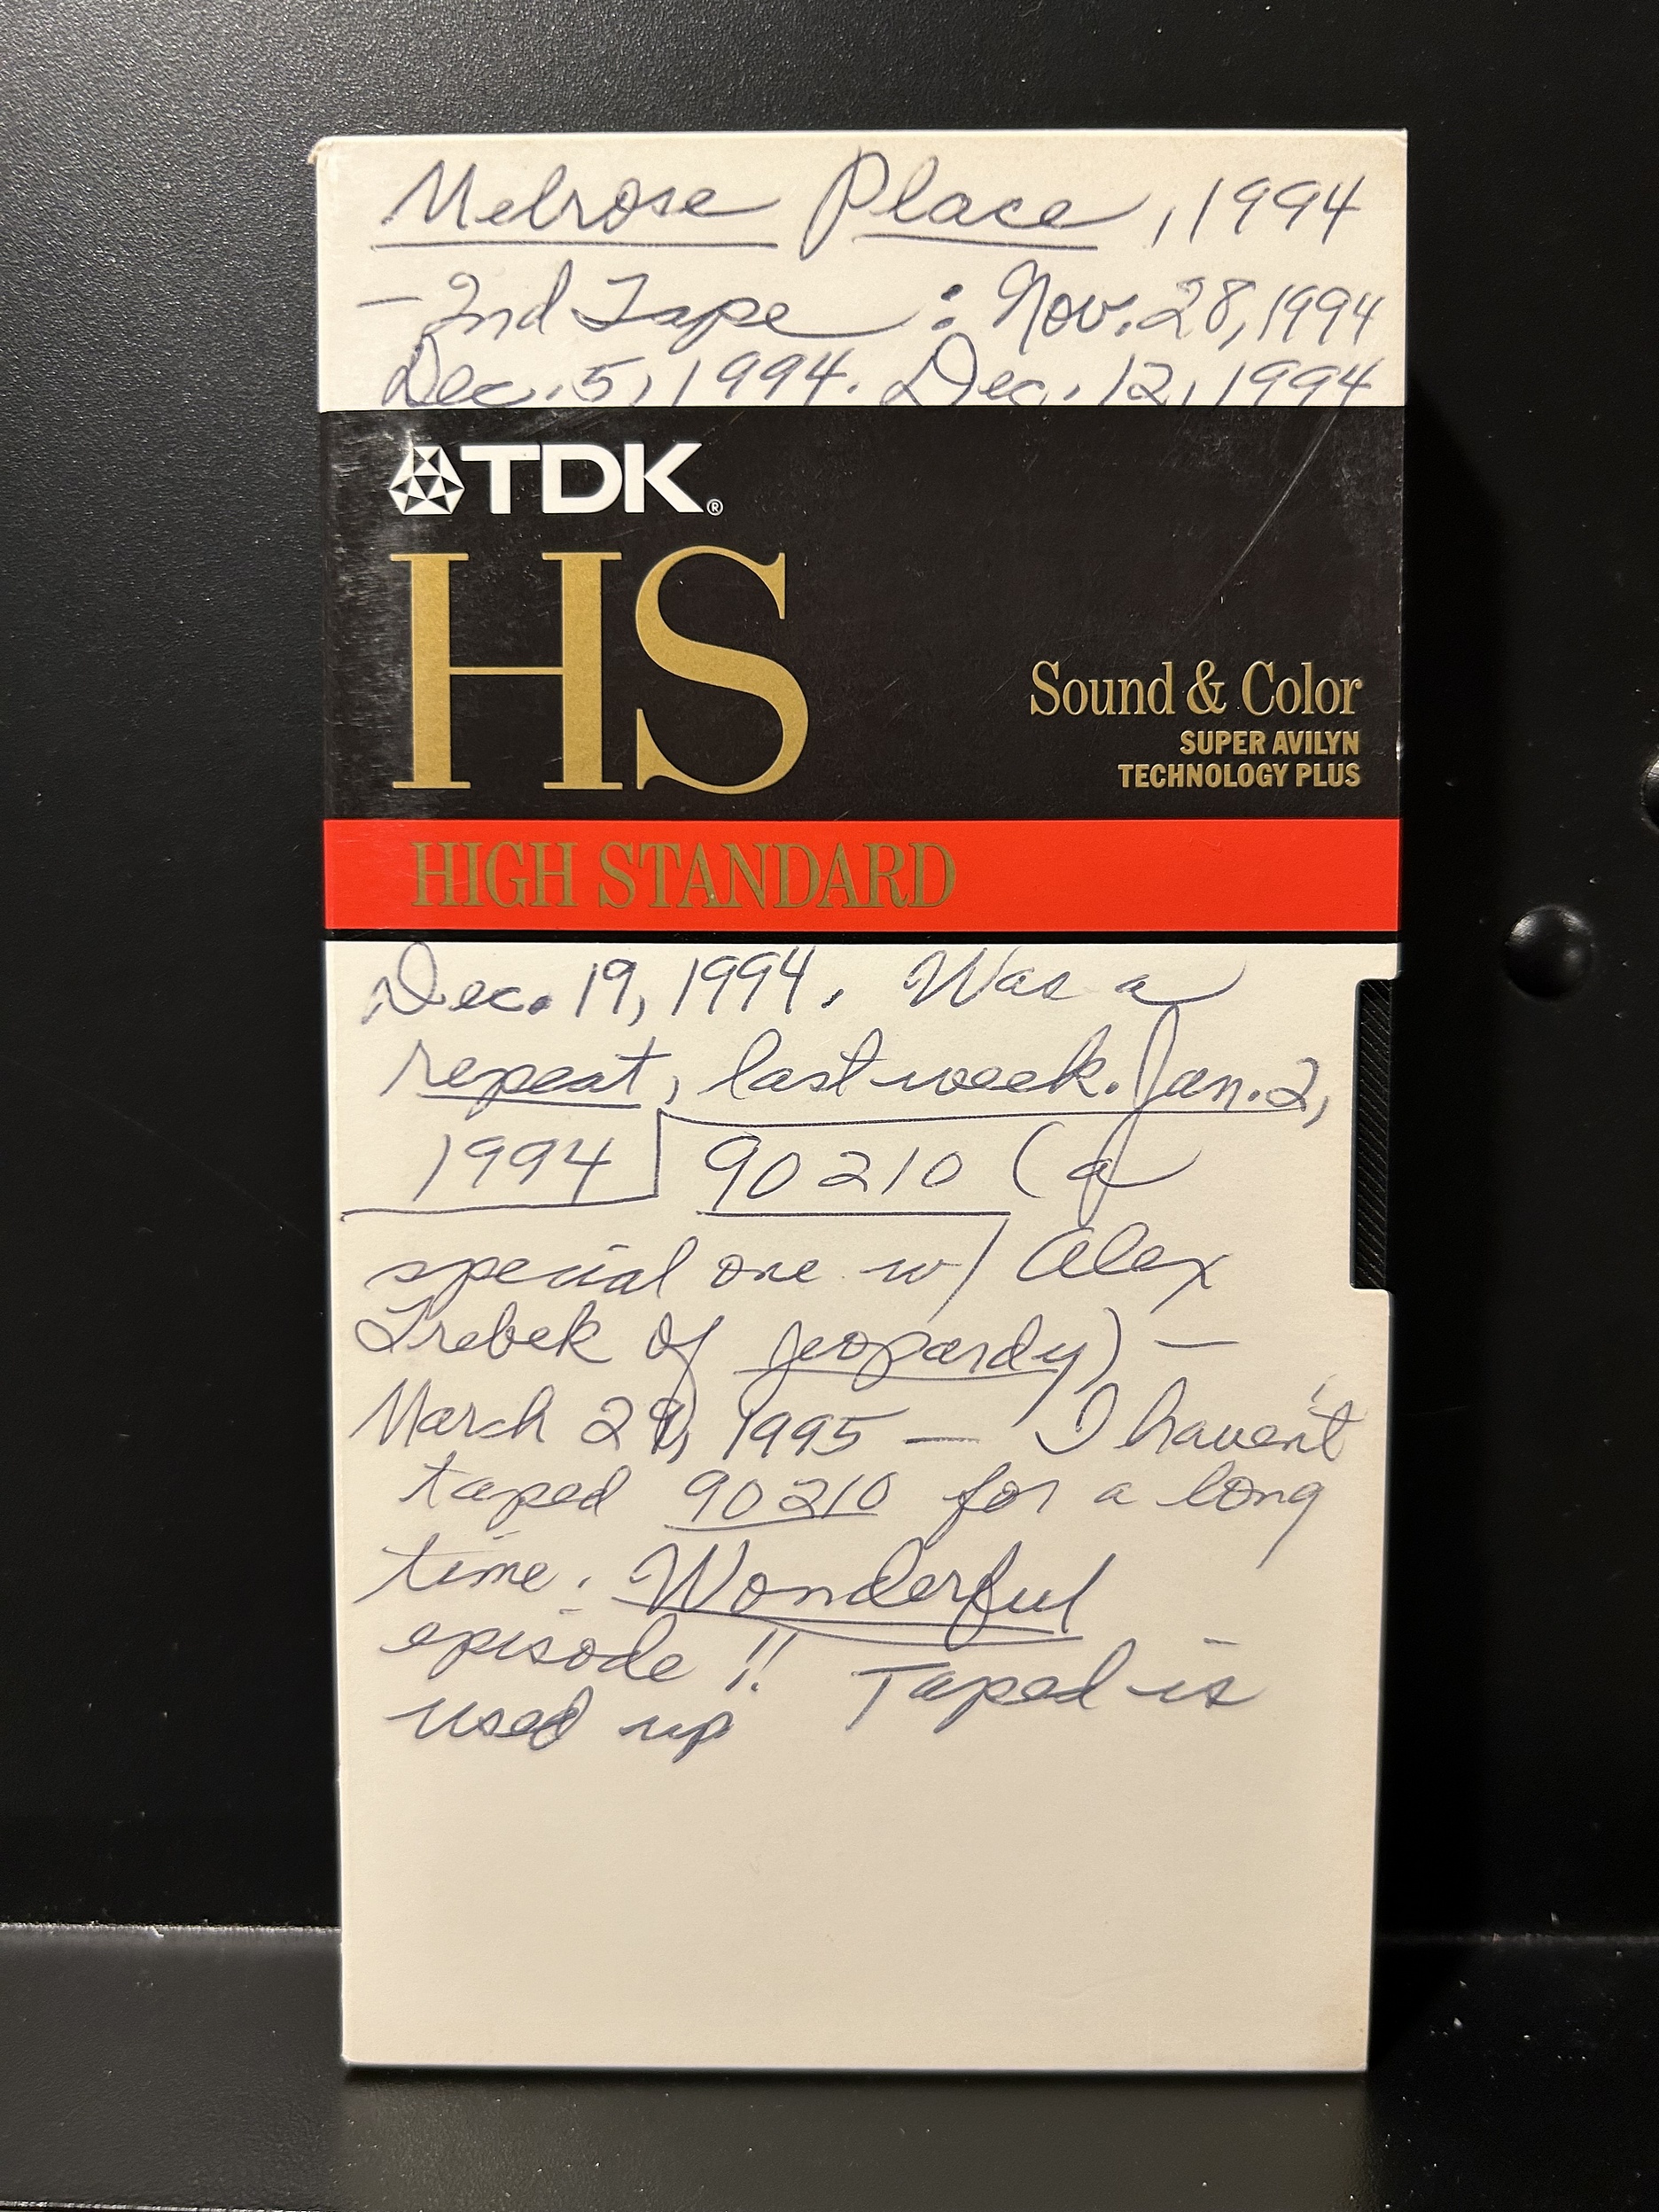 Melrose Place, 1994
- 2nd Tape : Nov. 28, 1994
Dec. 5, 1994. Dec. 12, 1994
TDK®
HS
Sound & Color
SUPER AVILYN
TECHNOLOGY PLUS
HIGH STANDARD
Dec. 19, 1994. Was a
repeat, last week. Jan. 2,
1994 90210 (a
special one w/ Alex
Trebek of Jeopardy) —
March 29, 1995 — I haven't
taped 90210 for a long
time. Wonderful
episode!! Taped is
used up